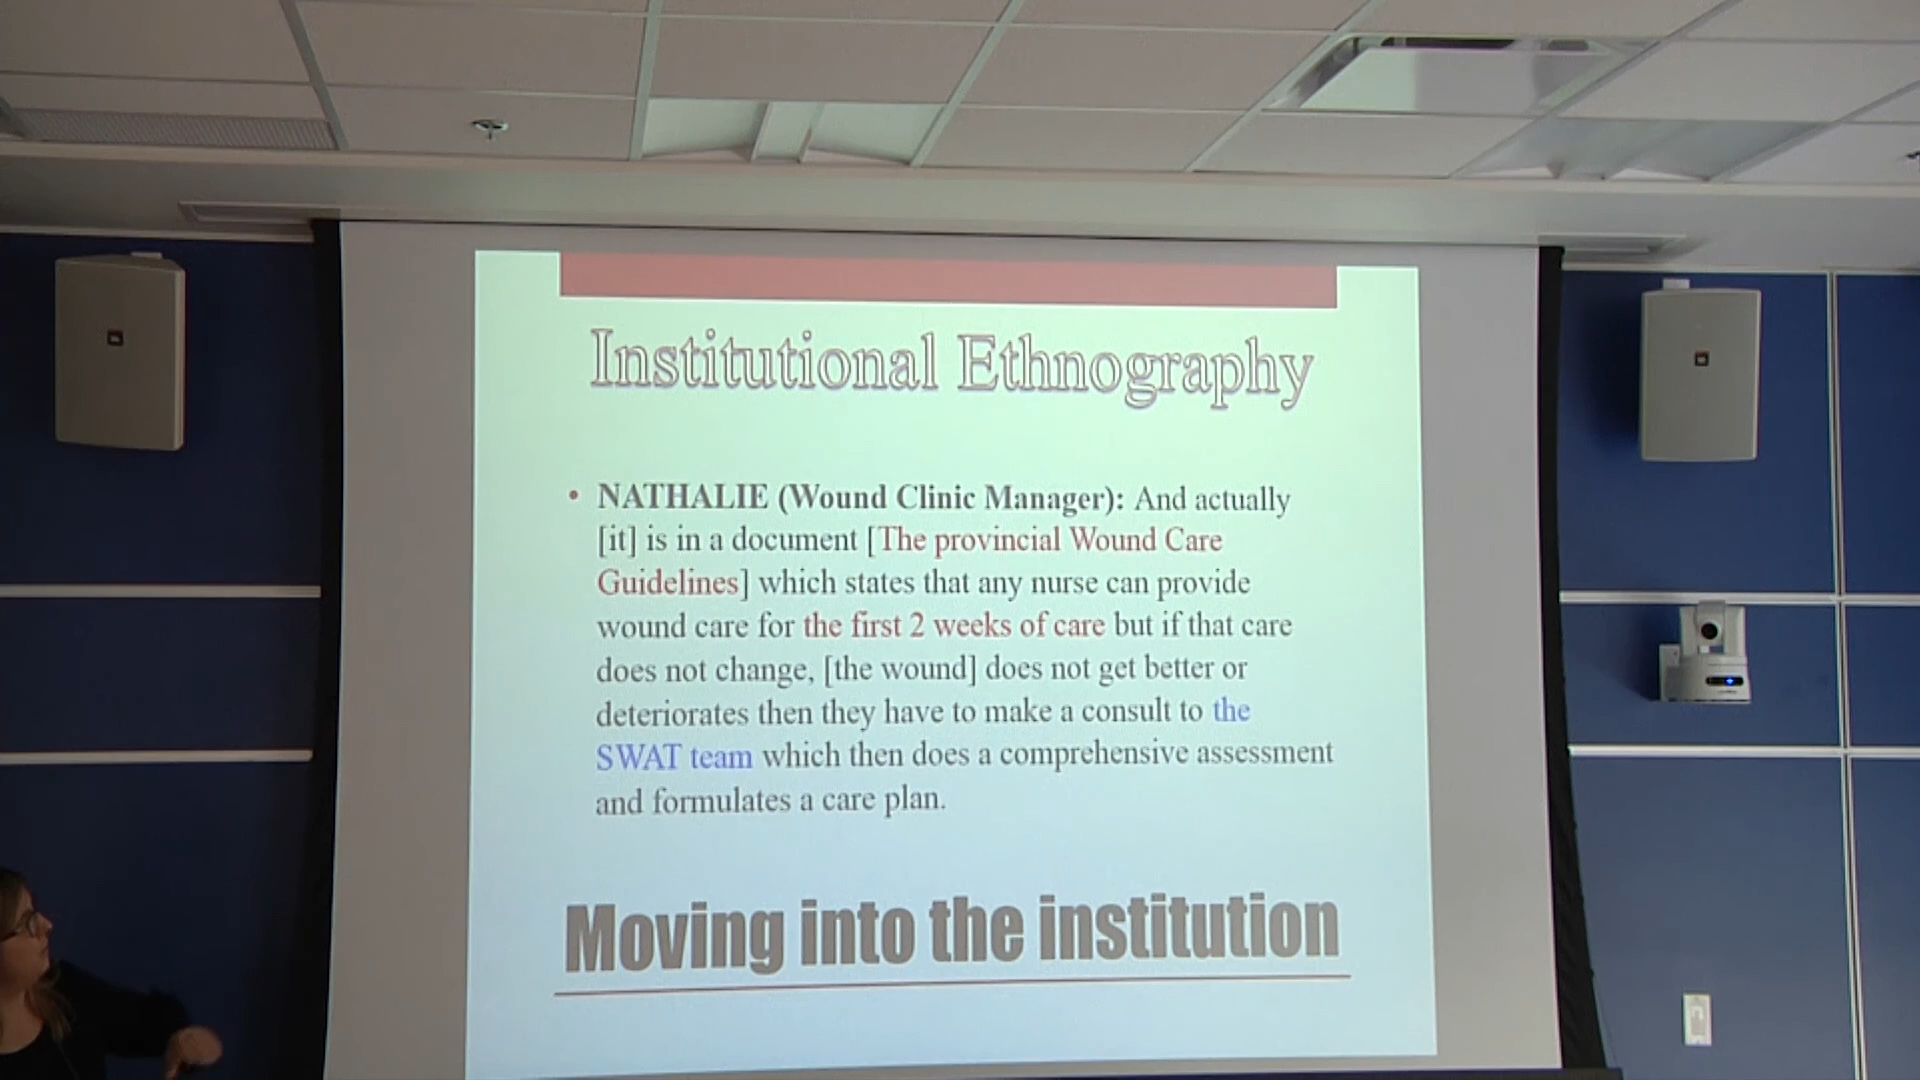 Institutional Ethnography
• NATHALIE (Wound Clinic Manager): And actually
[it] is in a document [The provincial Wound Care
Guidelines] which states that any nurse can provide
wound care for the first 2 weeks of care but if that care
does not change, [the wound] does not get better or
deteriorates then they have to make a consult to the
SWAT team which then does a comprehensive assessment
and formulates a care plan.
Moving into the institution